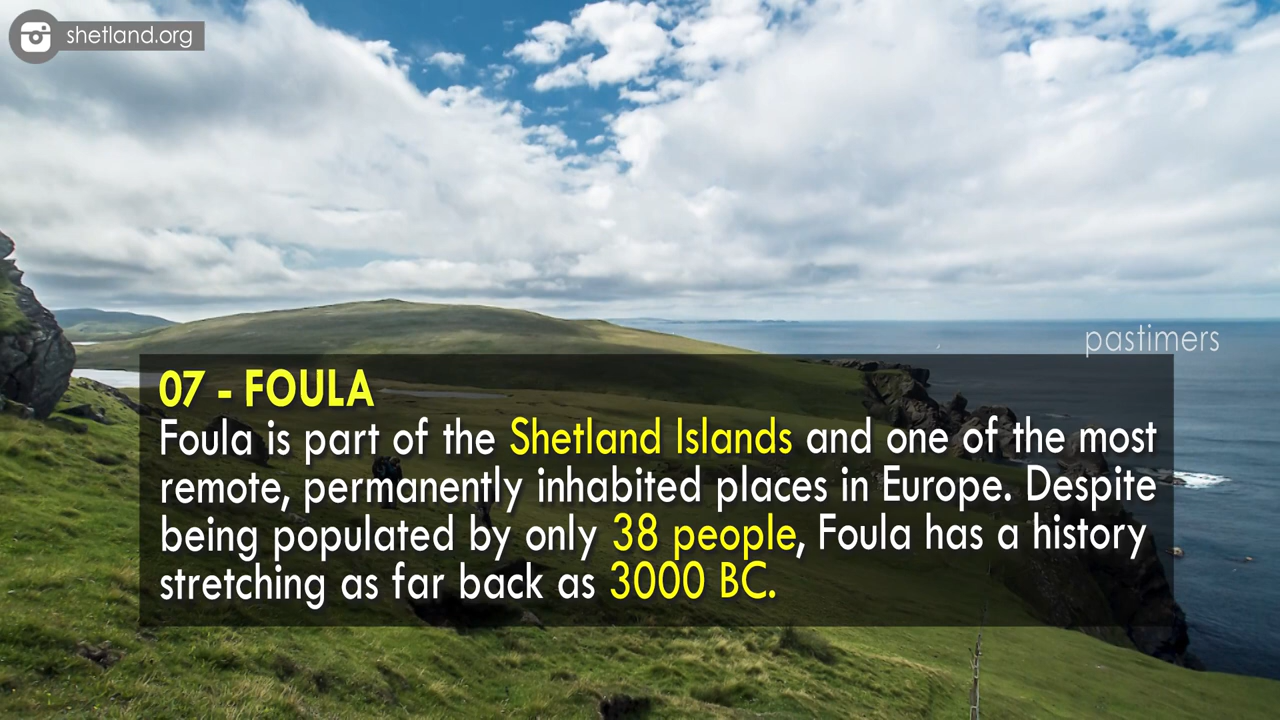 shetland.org
pastimers
07 - FOULA
Foula is part of the Shetland Islands and one of the most
remote, permanently inhabited places in Europe. Despite
being populated by only 38 people, Foula has a history
stretching as far back as 3000 BC.